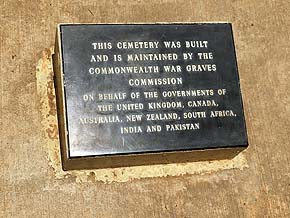 THIS CEMETERY WAS BUILT
AND IS MAINTAINED BY THE
COMMONWEALTH WAR GRAVES
COMMISSION
ON BEHALF OF THE GOVERNMENTS OF
THE UNITED KINGDOM, CANADA,
AUSTRALIA, NEW ZEALAND, SOUTH AFRICA,
INDIA AND PAKISTAN